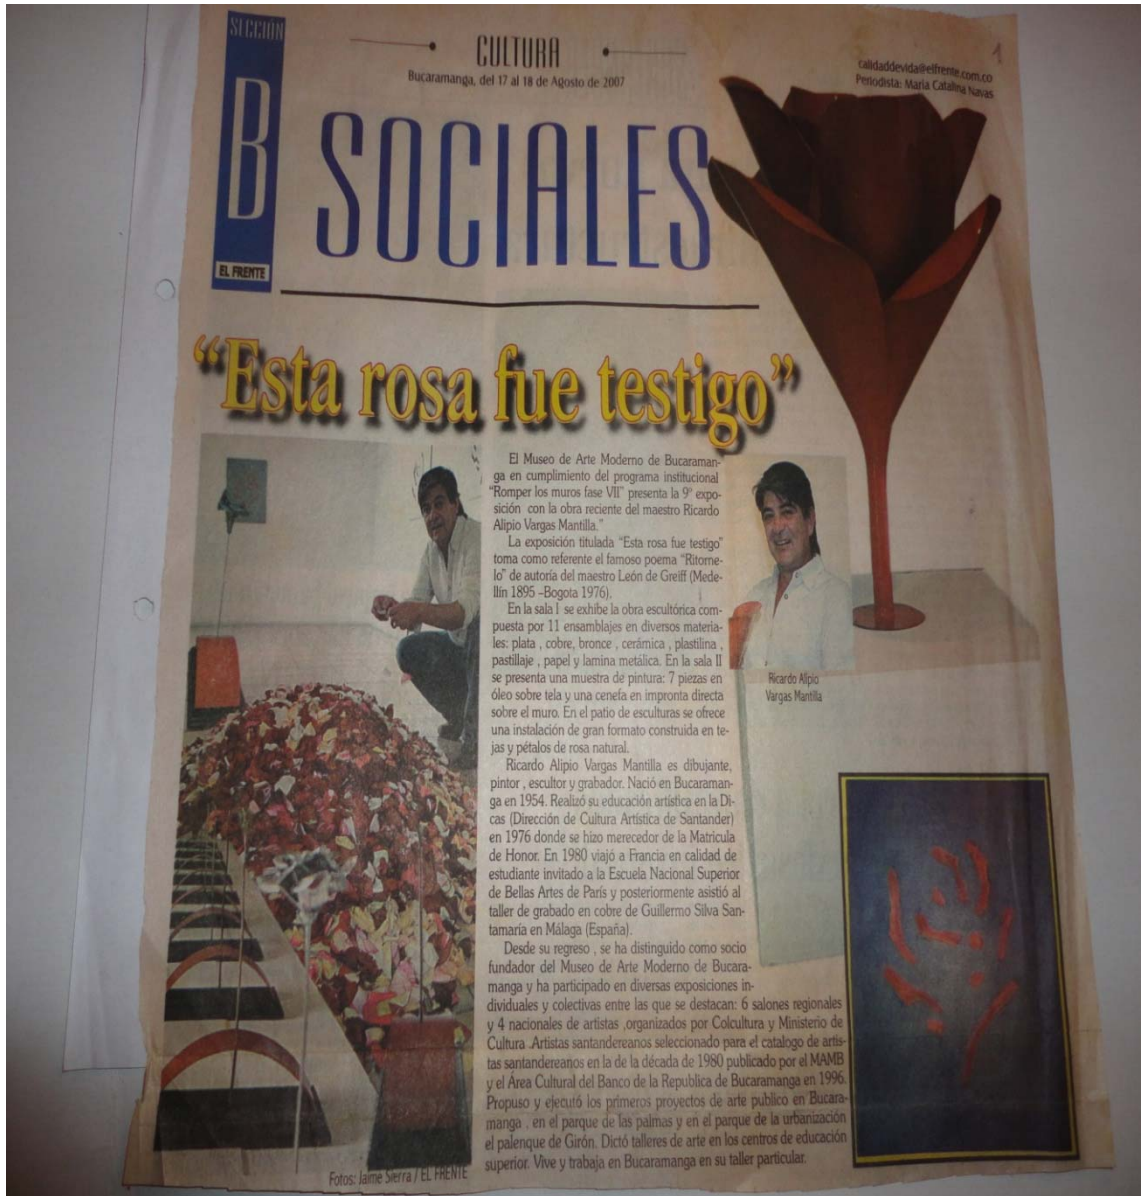 SECCIÓN
B
EL FRENTE
CULTURA
Bucaramanga, del 17 al 18 de Agosto de 2007
calidaddevida@elfrente.com.co
Periodista: Maria Catalina Navas
1
SOCIALES
“Esta rosa fue testigo”
El Museo de Arte Moderno de Bucaraman-
ga en cumplimiento del programa institucional
“Romper los muros fase VII” presenta la 9° expo-
sición con la obra reciente del maestro Ricardo
Alipio Vargas Mantilla.”
La exposición titulada “Esta rosa fue testigo”
toma como referente el famoso poema “Ritorne-
lo” de autoría del maestro León de Greiff (Mede-
llín 1895 –Bogota 1976).
En la sala I se exhibe la obra escultórica com-
puesta por 11 ensamblajes en diversos materia-
les: plata , cobre, bronce , cerámica , plastilina ,
pastillaje , papel y lamina metálica. En la sala II
se presenta una muestra de pintura: 7 piezas en
óleo sobre tela y una cenefa en impronta directa
sobre el muro. En el patio de esculturas se ofrece
una instalación de gran formato construida en te-
jas y pétalos de rosa natural.
Ricardo Alipio Vargas Mantilla es dibujante,
pintor , escultor y grabador. Nació en Bucaraman-
ga en 1954. Realizó su educación artística en la Di-
cas (Dirección de Cultura Artística de Santander)
en 1976 donde se hizo merecedor de la Matricula
de Honor. En 1980 viajó a Francia en calidad de
estudiante invitado a la Escuela Nacional Superior
de Bellas Artes de París y posteriormente asistió al
taller de grabado en cobre de Guillermo Silva San-
tamaría en Málaga (España).
Desde su regreso , se ha distinguido como socio
fundador del Museo de Arte Moderno de Bucara-
manga y ha participado en diversas exposiciones in-
dividuales y colectivas entre las que se destacan: 6 salones regionales
y 4 nacionales de artistas ,organizados por Colcultura y Ministerio de
Cultura .Artistas santandereanos seleccionado para el catalogo de artis-
tas santandereanos en la de la década de 1980 publicado por el MAMB
y el Área Cultural del Banco de la Republica de Bucaramanga en 1996.
Propuso y ejecutó los primeros proyectos de arte publico en Bucara-
manga , en el parque de las palmas y en el parque de la urbanización
el palenque de Girón. Dictó talleres de arte en los centros de educación
superior. Vive y trabaja en Bucaramanga en su taller particular.
Ricardo Alipio
Vargas Mantilla
Fotos: Jaime Sierra / EL FRENTE